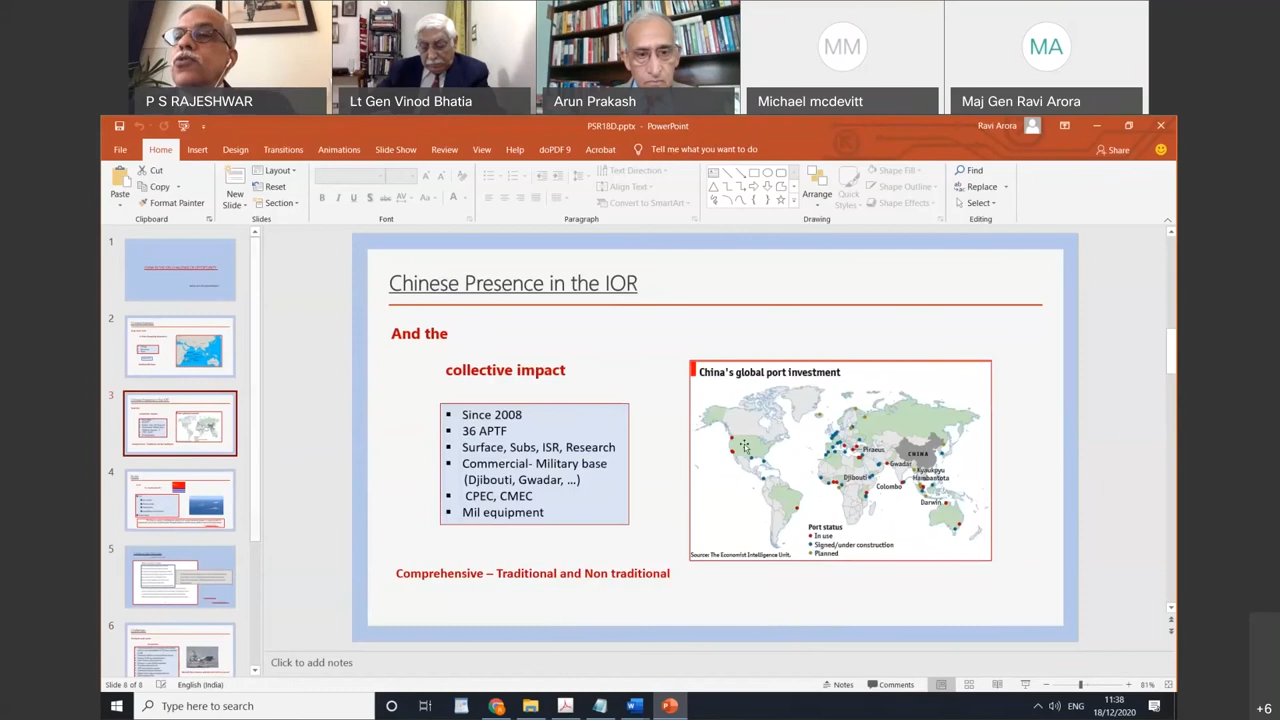 MM
MA
P S RAJESHWAR
Lt Gen Vinod Bhatia
Arun Prakash
Michael mcdevitt
Maj Gen Ravi Arora
PSR18D.pptx - PowerPoint
Ravi Arora
File
Home
Insert
Design
Transitions
Animations
Slide Show
Review
View
Help
doPDF 9
Acrobat
Tell me what you want to do
Share
Paste
Cut
Copy
Format Painter
Clipboard
New
Slide
Layout
Reset
Section
Slides
Font
Text Direction
Align Text
Convert to SmartArt
Paragraph
Arrange
Quick
Styles
Shape Fill
Shape Outline
Shape Effects
Drawing
Find
Replace
Select
Editing
1
2
3
4
5
6
Chinese Presence in the IOR
And the
collective impact
Since 2008
36 APTF
Surface, Subs, ISR, Research
Commercal- Military base
(Djibouti, Gwadar, ...)
CPEC, CMEC
Mil equipment
Comprehensive – Traditional and Non traditional
China's global port investment
Piraeus
CHINA
Gwadar
Kyaukpyu
Djibouti
Hambantota
Colombo
Darwin
Port status
In use
Signed/under construction
Planned
Source: The Economist Intelligence Unit.
Click to add notes
Slide 8 of 8
English (India)
Notes
Comments
81%
Type here to search
ENG
11:38
18/12/2020
+6